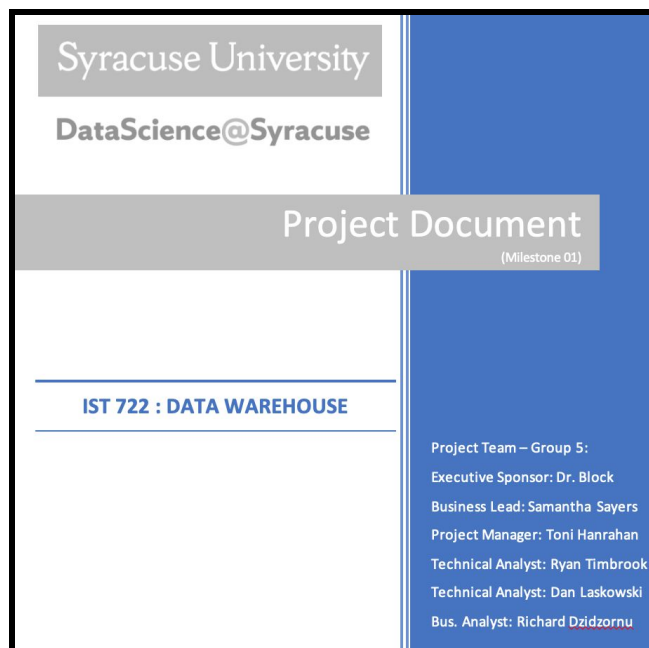 Syracuse University
DataScience@Syracuse
Project Document
(Milestone 01)
IST 722 : DATA WAREHOUSE
Project Team – Group 5:
Executive Sponsor: Dr. Block
Business Lead: Samantha Sayers
Project Manager: Toni Hanrahan
Technical Analyst: Ryan Timbrook
Technical Analyst: Dan Laskowski
Bus. Analyst: Richard Dzidzornu